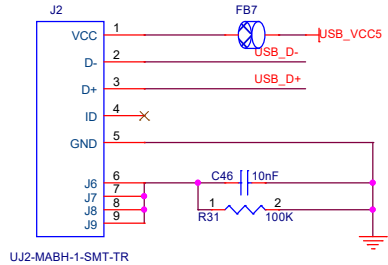 J2
FB7
VCC 1
USB_VCC5
D- 2
USB_D-
D+ 3
USB_D+
ID 4
GND 5
J6 6
J7 7
J8 8
J9 9
C46 10nF
1 2
R31 100K
UJ2-MABH-1-SMT-TR